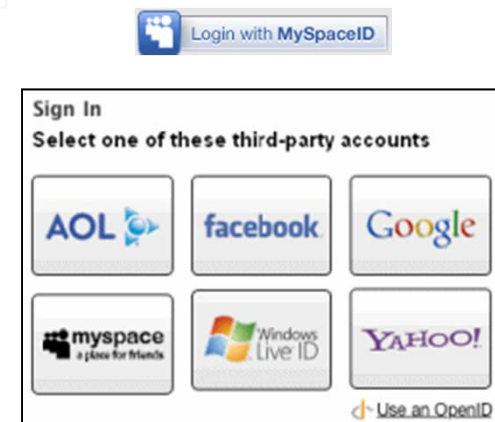 Login with MySpaceID
Sign In
Select one of these third-party accounts
AOL facebook Google
myspace
a place for friends
Windows
Live ID
YAHOO!
Use an OpenID